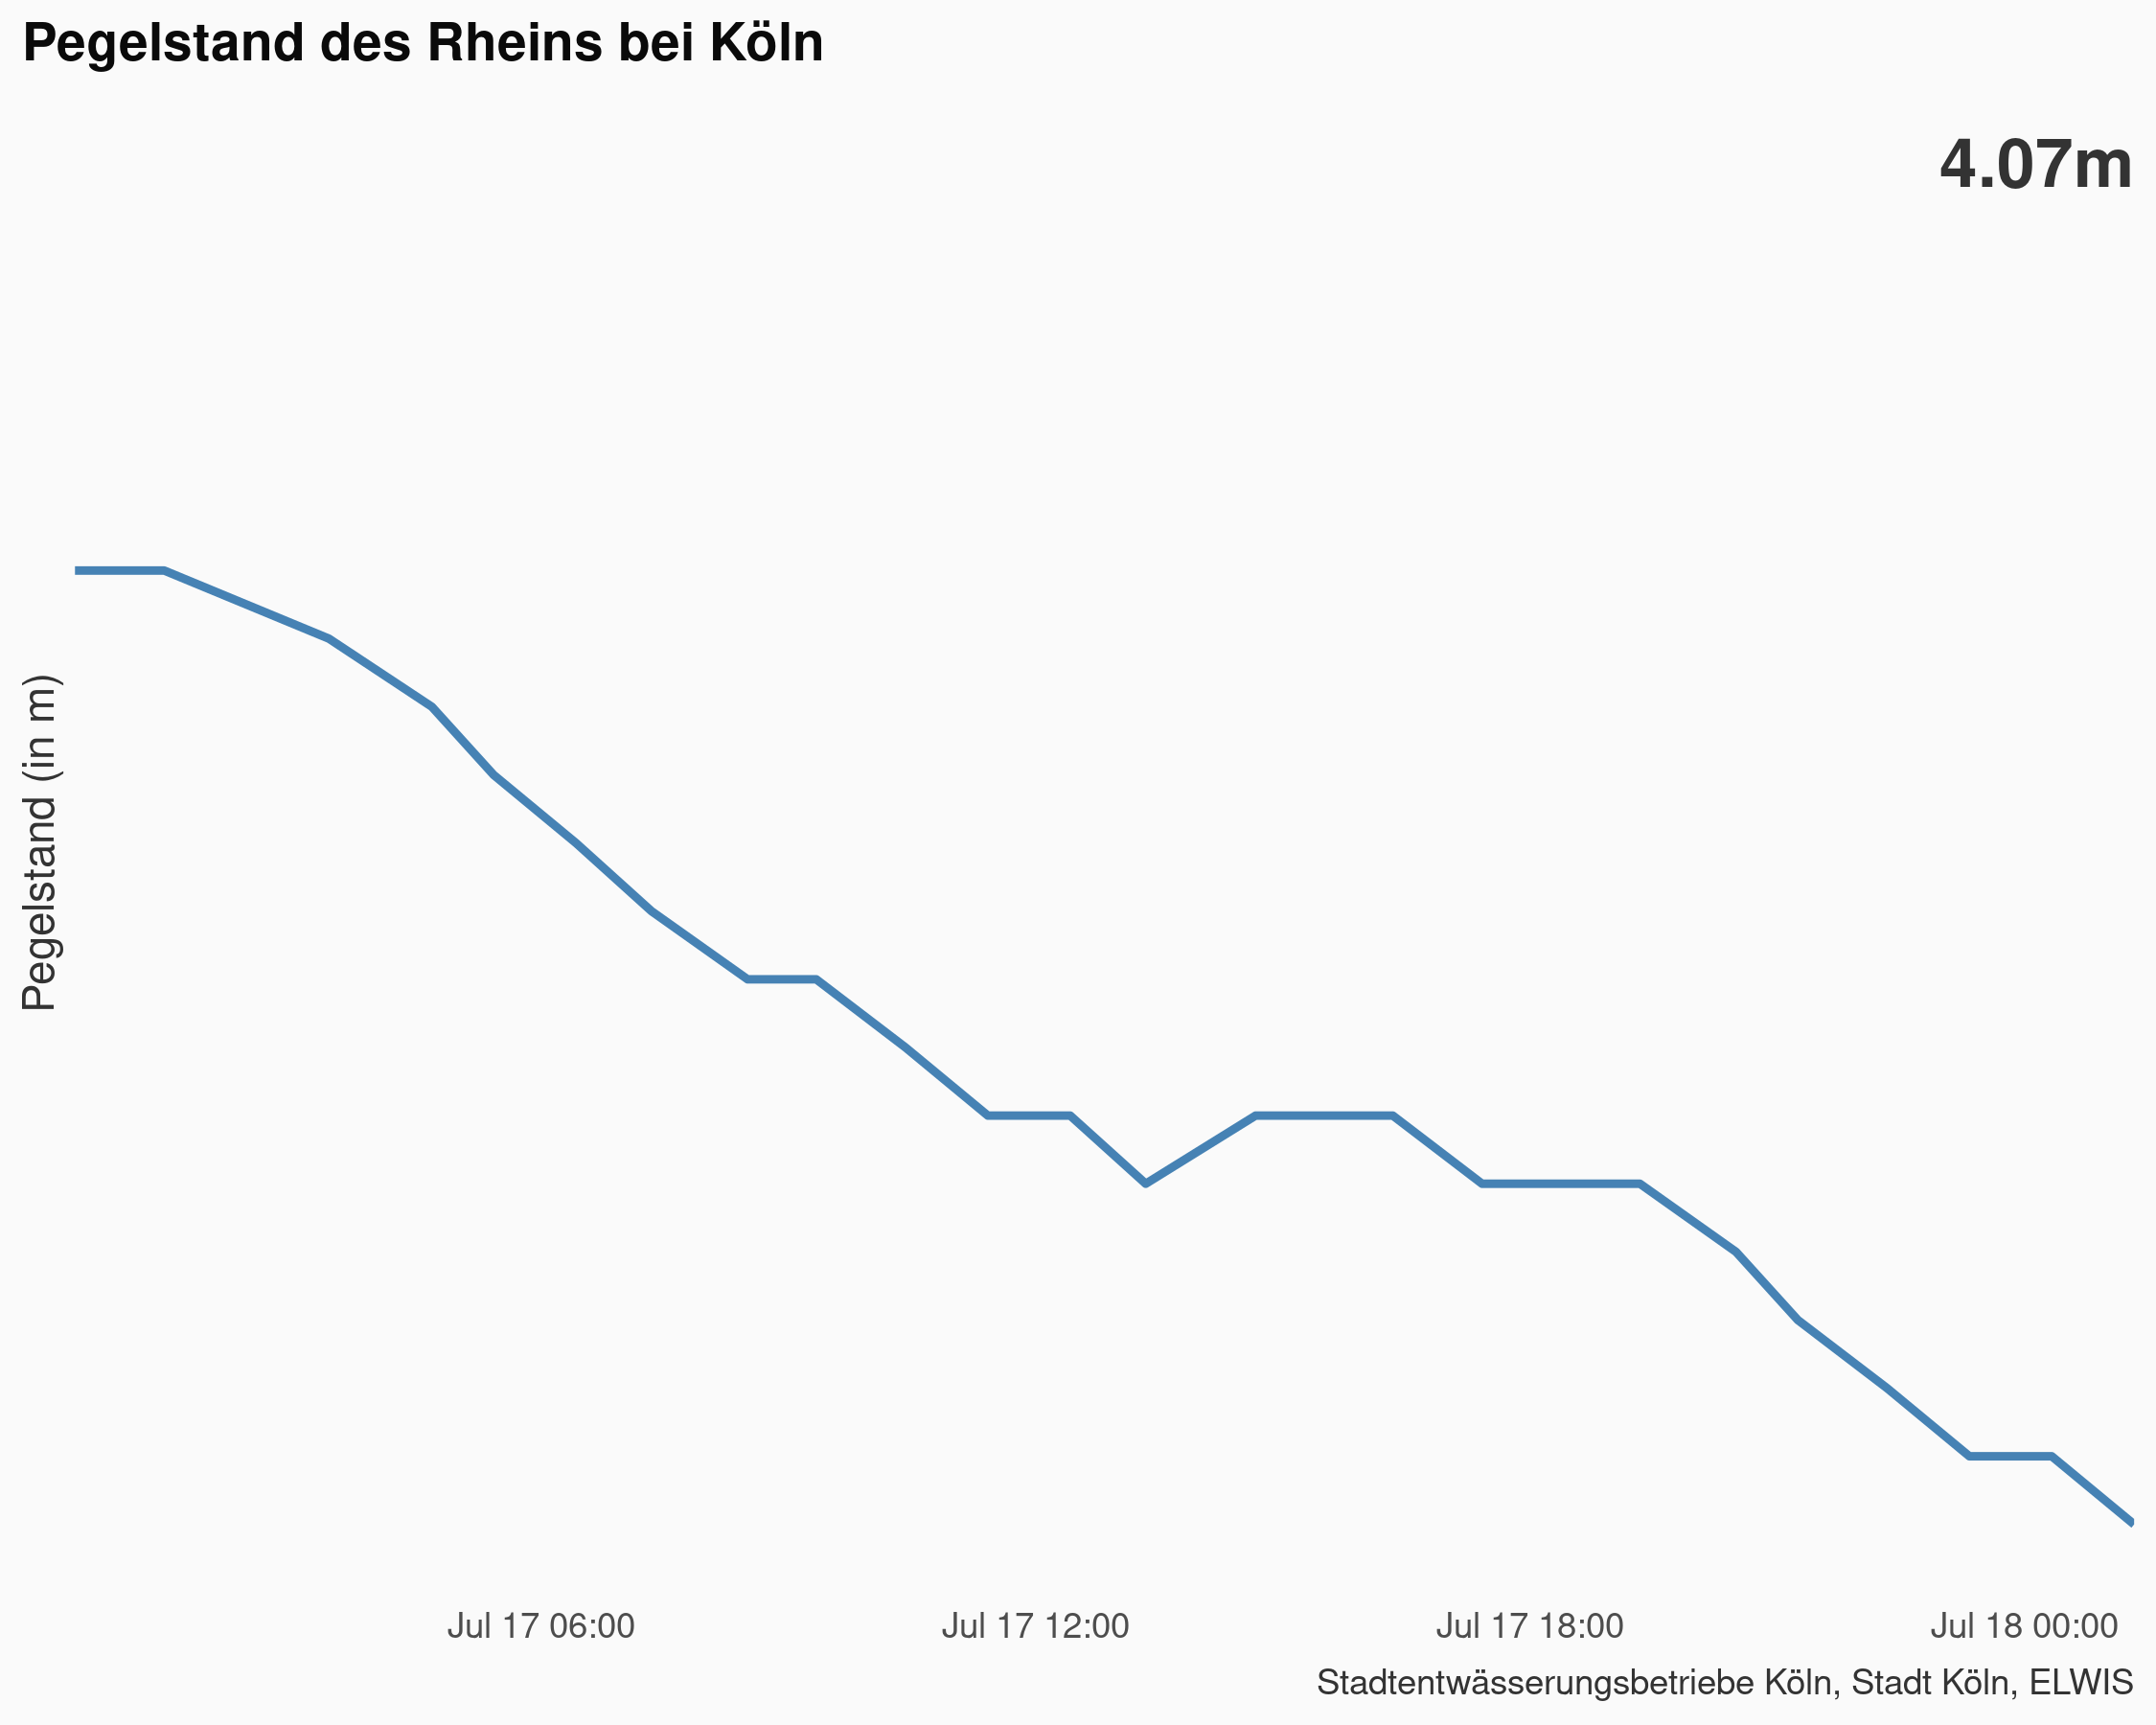 Pegelstand des Rheins bei Köln
4.07m
Pegelstand (in m)
Jul 17 06:00
Jul 17 12:00
Jul 17 18:00
Jul 18 00:00
Stadtentwässerungsbetriebe Köln, Stadt Köln, ELWIS